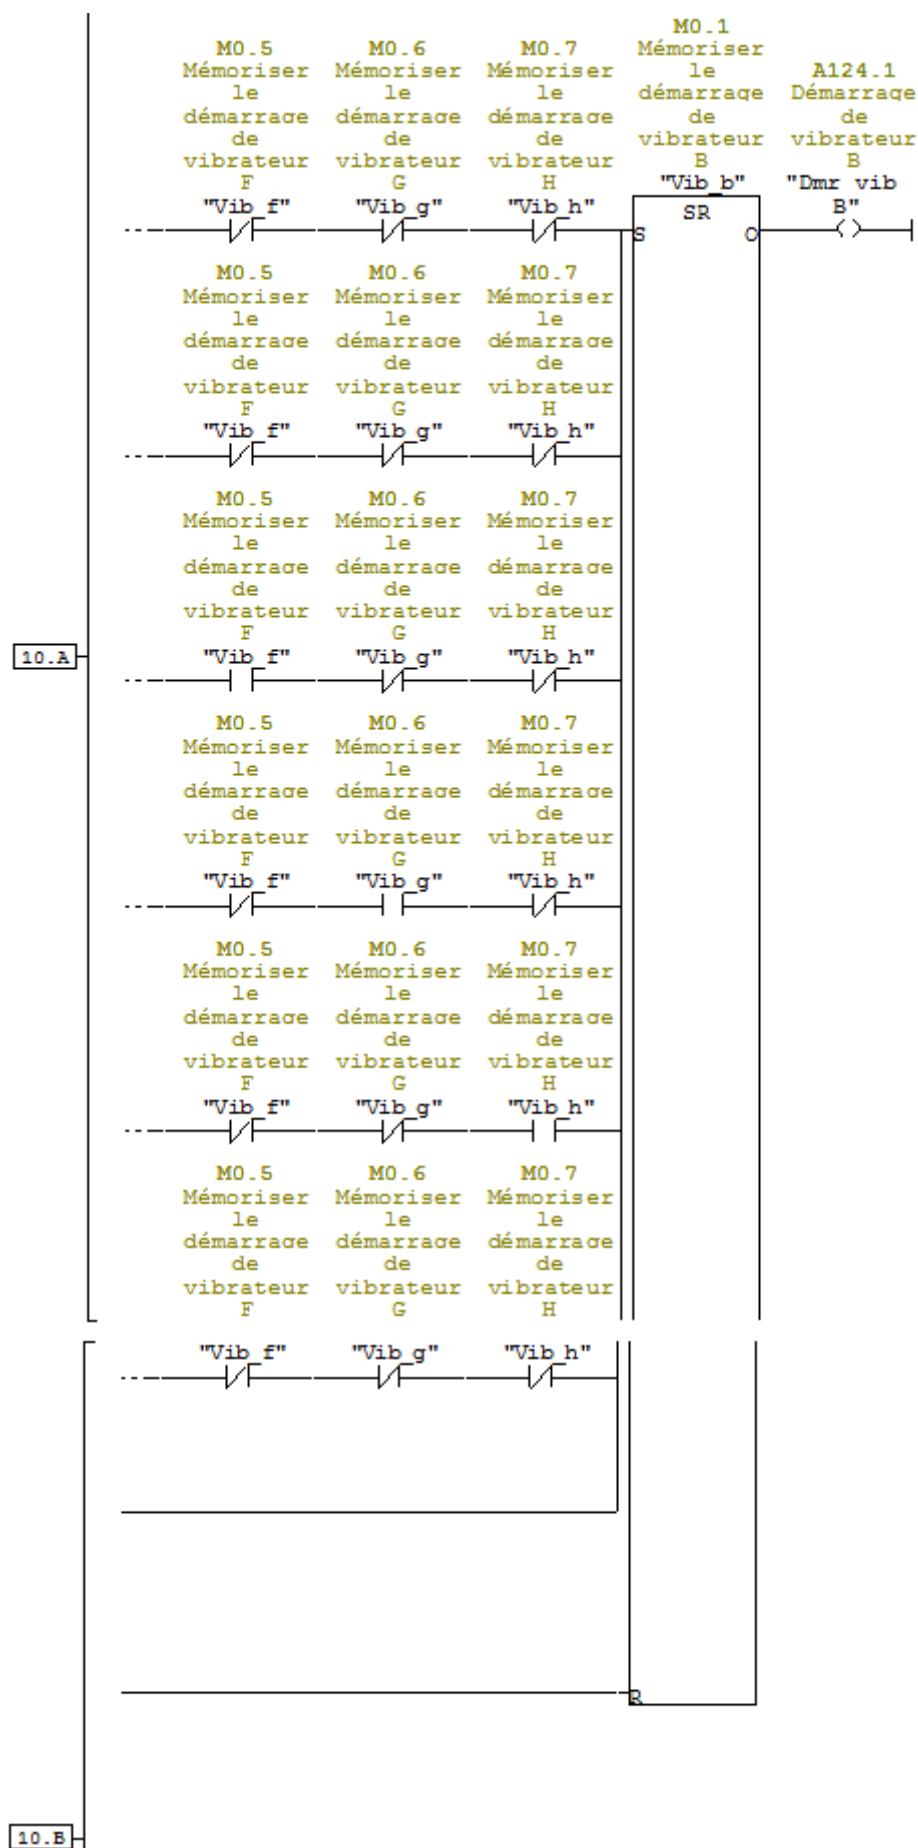 M0.1
M0.5 M0.6 M0.7 Mémoriser
Mémoriser Mémoriser Mémoriser le A124.1
le le le démarrage Démarrage
démarrage démarrage démarrage de de
de de de vibrateur vibrateur
vibrateur vibrateur vibrateur B B
F G H "Vib_b" "Dmr vib
"Vib_f" "Vib_g" "Vib_h" SR B"
S Q
M0.5 M0.6 M0.7
Mémoriser Mémoriser Mémoriser
le le le
démarrage démarrage démarrage
de de de
vibrateur vibrateur vibrateur
F G H
"Vib_f" "Vib_g" "Vib_h"
M0.5 M0.6 M0.7
Mémoriser Mémoriser Mémoriser
le le le
démarrage démarrage démarrage
de de de
vibrateur vibrateur vibrateur
F G H
10.A "Vib_f" "Vib_g" "Vib_h"
M0.5 M0.6 M0.7
Mémoriser Mémoriser Mémoriser
le le le
démarrage démarrage démarrage
de de de
vibrateur vibrateur vibrateur
F G H
"Vib_f" "Vib_g" "Vib_h"
M0.5 M0.6 M0.7
Mémoriser Mémoriser Mémoriser
le le le
démarrage démarrage démarrage
de de de
vibrateur vibrateur vibrateur
F G H
"Vib_f" "Vib_g" "Vib_h"
M0.5 M0.6 M0.7
Mémoriser Mémoriser Mémoriser
le le le
démarrage démarrage démarrage
de de de
vibrateur vibrateur vibrateur
F G H
"Vib_f" "Vib_g" "Vib_h"
R
10.B